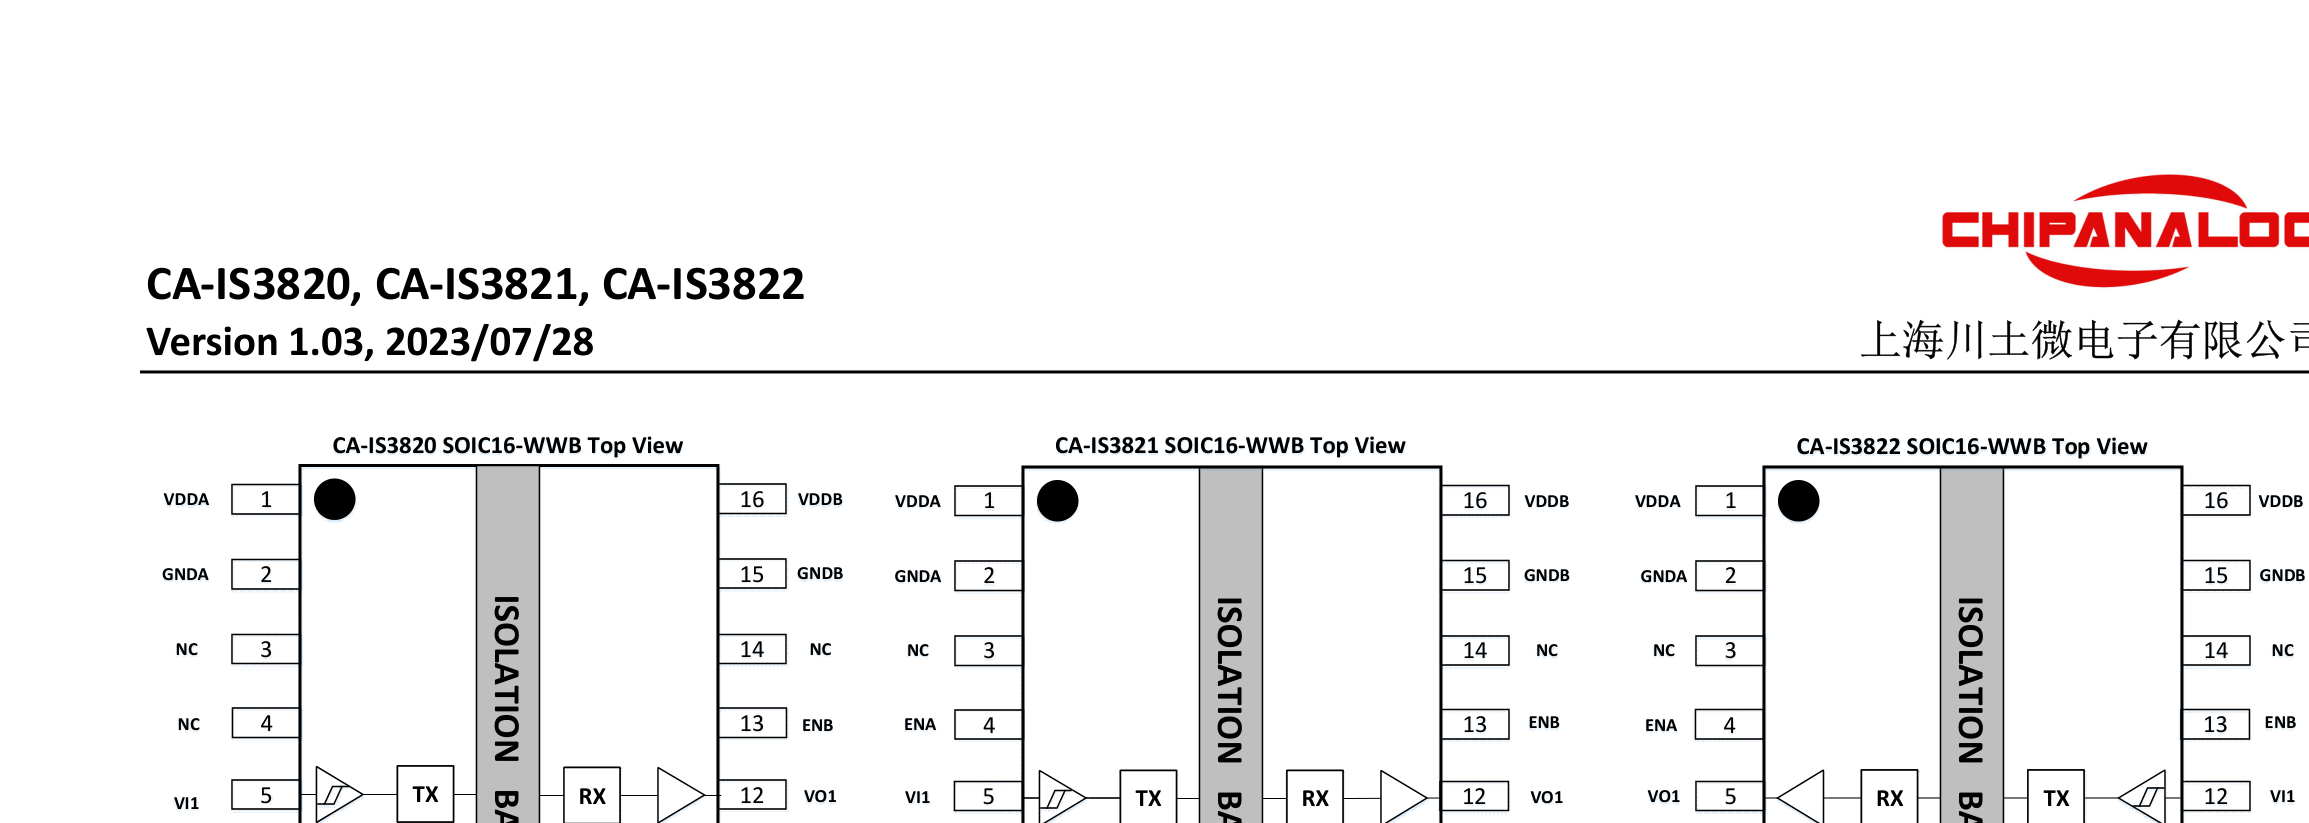 CHIPANALO
CA-IS3820, CA-IS3821, CA-IS3822
Version 1.03, 2023/07/28
上海川土微电子有限公司
CA-IS3820 SOIC16-WWB Top View
VDDA 1 16 VDDB
GNDA 2 15 GNDB
NC 3 14 NC
NC 4 13 ENB
VI1 5 TX RX 12 VO1
ISOLATION BA
CA-IS3821 SOIC16-WWB Top View
VDDA 1 16 VDDB
GNDA 2 15 GNDB
NC 3 14 NC
ENA 4 13 ENB
VI1 5 TX RX 12 VO1
ISOLATION BA
CA-IS3822 SOIC16-WWB Top View
VDDA 1 16 VDDB
GNDA 2 15 GNDB
NC 3 14 NC
ENA 4 13 ENB
VO1 5 RX TX 12 VI1
ISOLATION BA